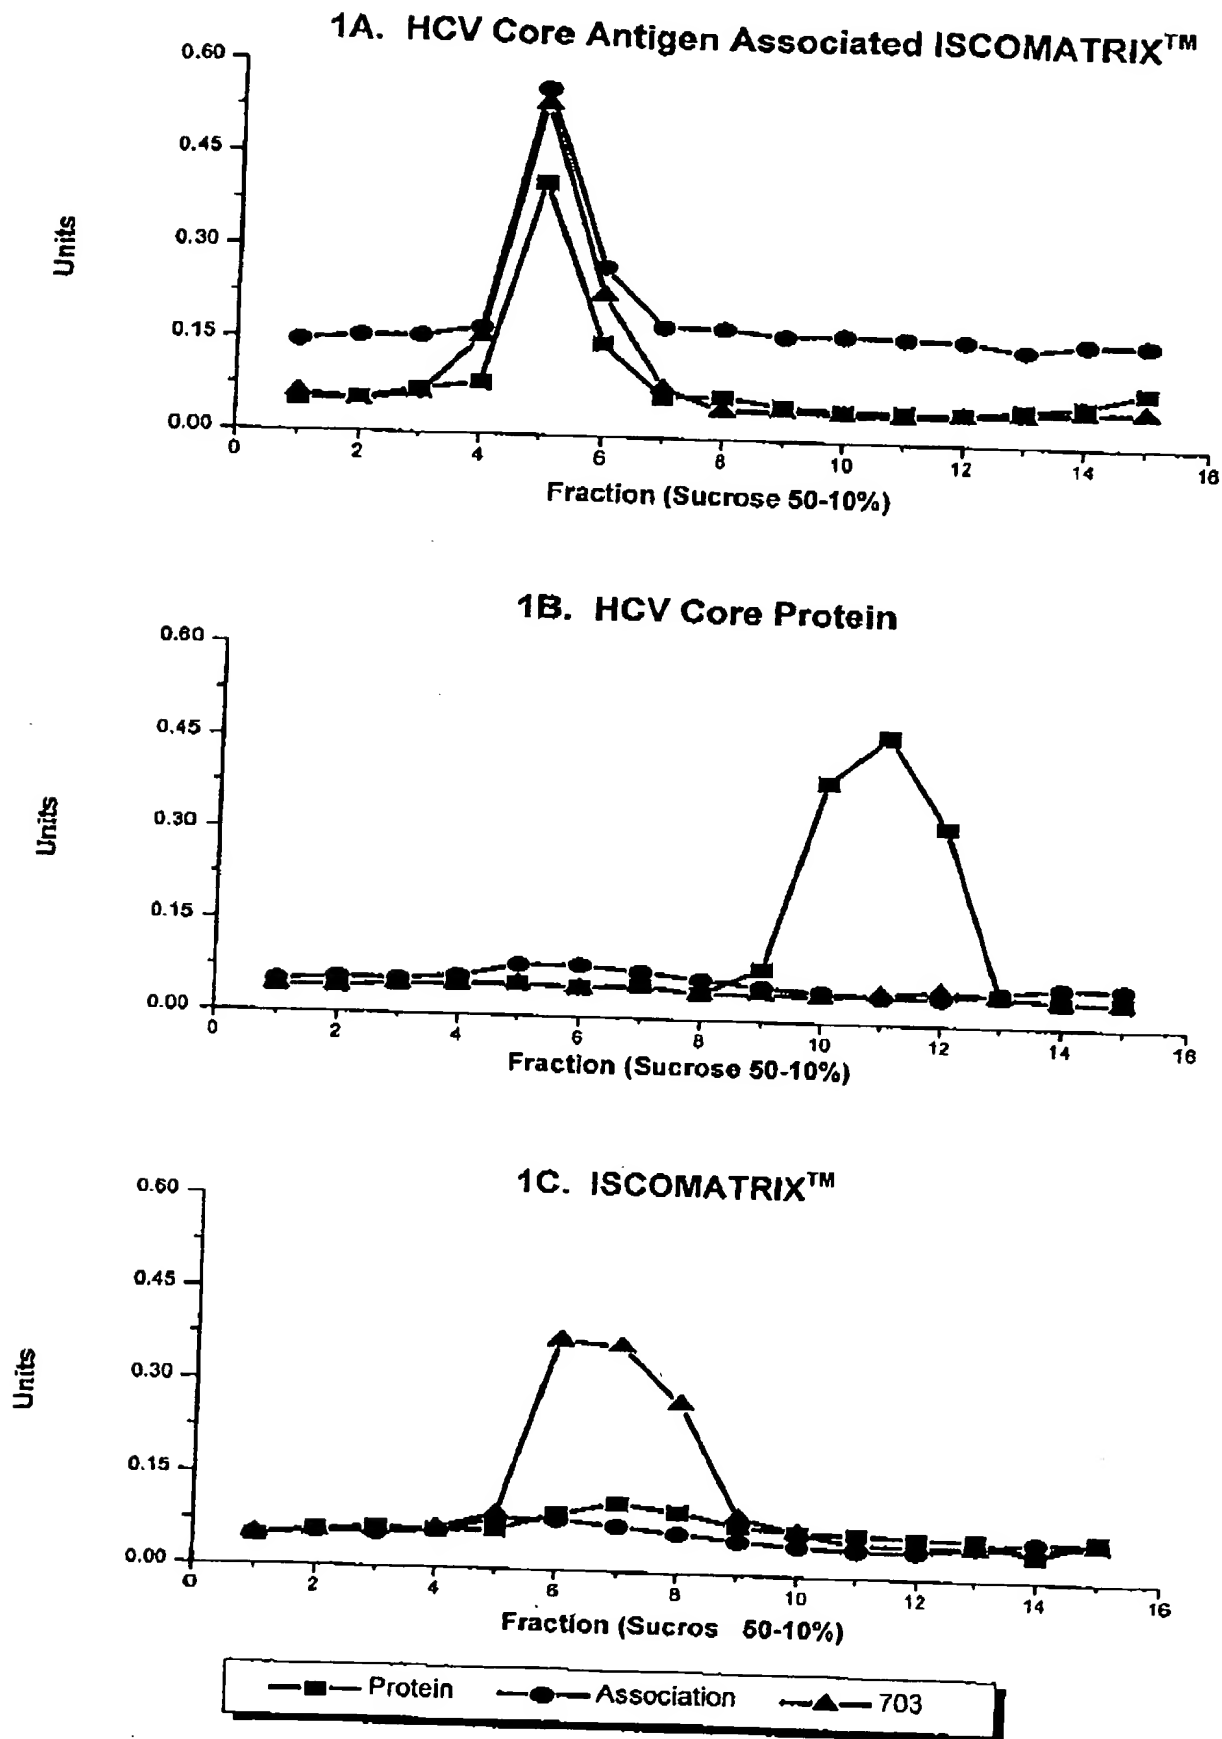 1A. HCV Core Antigen Associated ISCOMATRIX™
0.60
0.45
0.30
0.15
0.00
Units
0 2 4 6 8 10 12 14 16
Fraction (Sucrose 50-10%)
1B. HCV Core Protein
0.60
0.45
0.30
0.15
0.00
Units
0 2 4 6 8 10 12 14 16
Fraction (Sucrose 50-10%)
1C. ISCOMATRIX™
0.60
0.45
0.30
0.15
0.00
Units
0 2 4 6 8 10 12 14 16
Fraction (Sucros 50-10%)
Protein Association 703